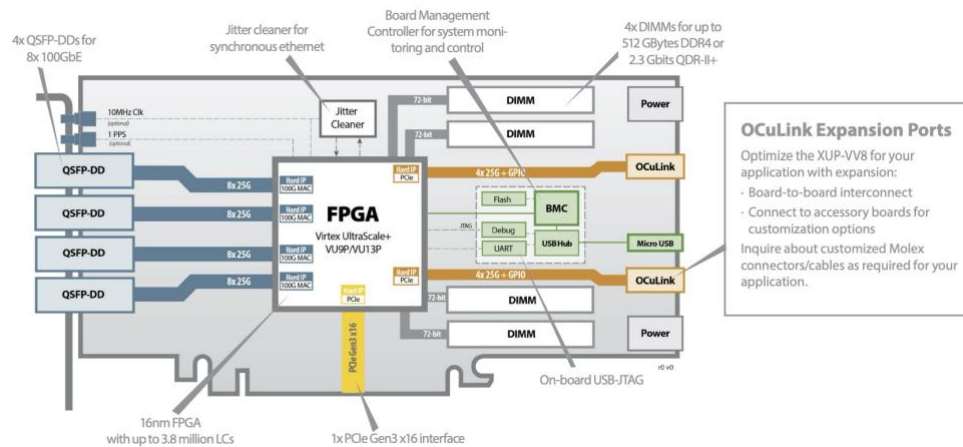 4x QSFP-DDs for
8x 100GbE
Jitter cleaner for
synchronous ethernet
Board Management
Controller for system moni-
toring and control
4x DIMMs for up to
512 GBytes DDR4 or
2.3 Gbits QDR-II+
10MHz Clk
(optional)
1 PPS
(optional)
Jitter
Cleaner
72-bit
DIMM
72-bit
DIMM
Power
QSFP-DD
8x 25G
Hard IP
100G MAC
QSFP-DD
8x 25G
Hard IP
100G MAC
QSFP-DD
8x 25G
Hard IP
100G MAC
QSFP-DD
8x 25G
Hard IP
100G MAC
FPGA
Virtex UltraScale+
VU9P/VU13P
Hard IP
PCIe
4x 25G + GPIO
OCuLink
Flash
BMC
JTAG
Debug
UART
USB Hub
Micro USB
Hard IP
PCIe
4x 25G + GPIO
OCuLink
Hard IP
PCIe
PCIe Gen3 x16
72-bit
DIMM
72-bit
DIMM
Power
r0 v0
On-board USB-JTAG
16nm FPGA
with up to 3.8 million LCs
1x PCIe Gen3 x16 interface
OCuLink Expansion Ports
Optimize the XUP-VV8 for your
application with expansion:
· Board-to-board interconnect
· Connect to accessory boards for
customization options
Inquire about customized Molex
connectors/cables as required for your
application.